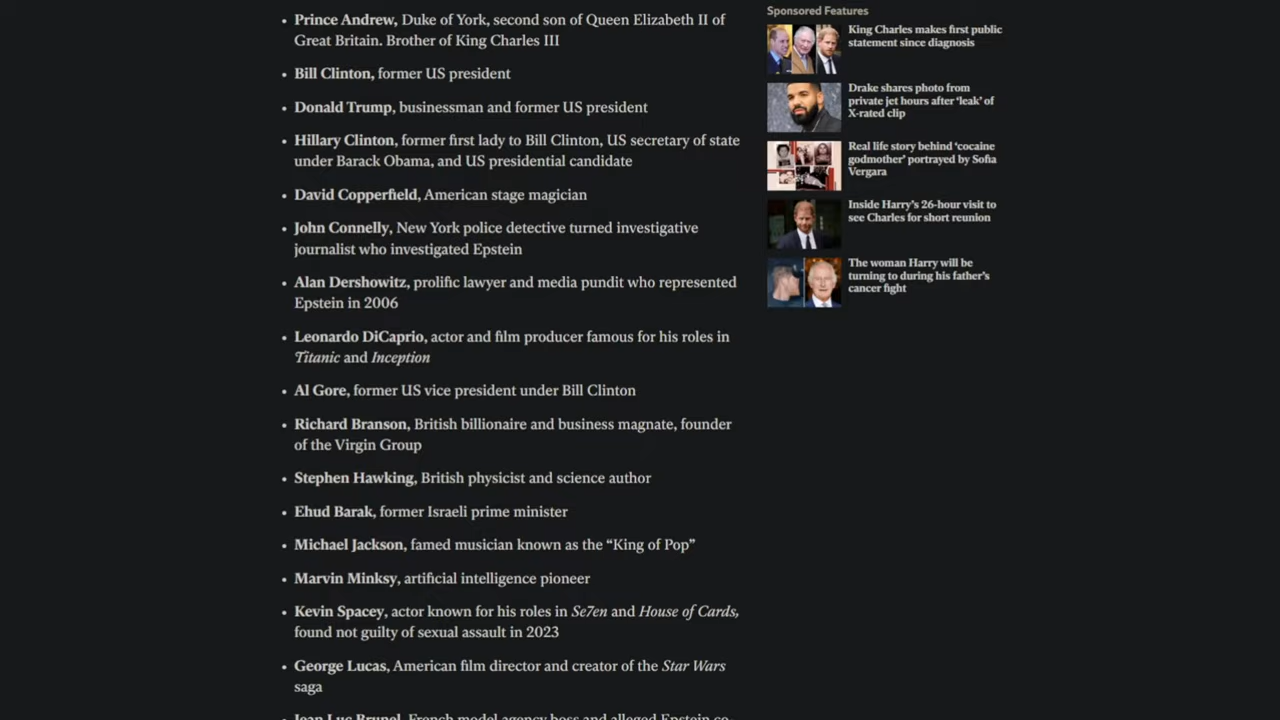 Prince Andrew, Duke of York, second son of Queen Elizabeth II of
Great Britain. Brother of King Charles III
Bill Clinton, former US president
Donald Trump, businessman and former US president
Hillary Clinton, former first lady to Bill Clinton, US secretary of state
under Barack Obama, and US presidential candidate
David Copperfield, American stage magician
John Connelly, New York police detective turned investigative
journalist who investigated Epstein
Alan Dershowitz, prolific lawyer and media pundit who represented
Epstein in 2006
Leonardo DiCaprio, actor and film producer famous for his roles in
Titanic and Inception
Al Gore, former US vice president under Bill Clinton
Richard Branson, British billionaire and business magnate, founder
of the Virgin Group
Stephen Hawking, British physicist and science author
Ehud Barak, former Israeli prime minister
Michael Jackson, famed musician known as the “King of Pop”
Marvin Minksy, artificial intelligence pioneer
Kevin Spacey, actor known for his roles in Se7en and House of Cards,
found not guilty of sexual assault in 2023
George Lucas, American film director and creator of the Star Wars
saga
Jean Luc Brunel, French model agency boss and alleged Epstein co-
Sponsored Features
King Charles makes first public
statement since diagnosis
Drake shares photo from
private jet hours after ‘leak’ of
X-rated clip
Real life story behind ‘cocaine
godmother’ portrayed by Sofia
Vergara
Inside Harry’s 26-hour visit to
see Charles for short reunion
The woman Harry will be
turning to during his father’s
cancer fight